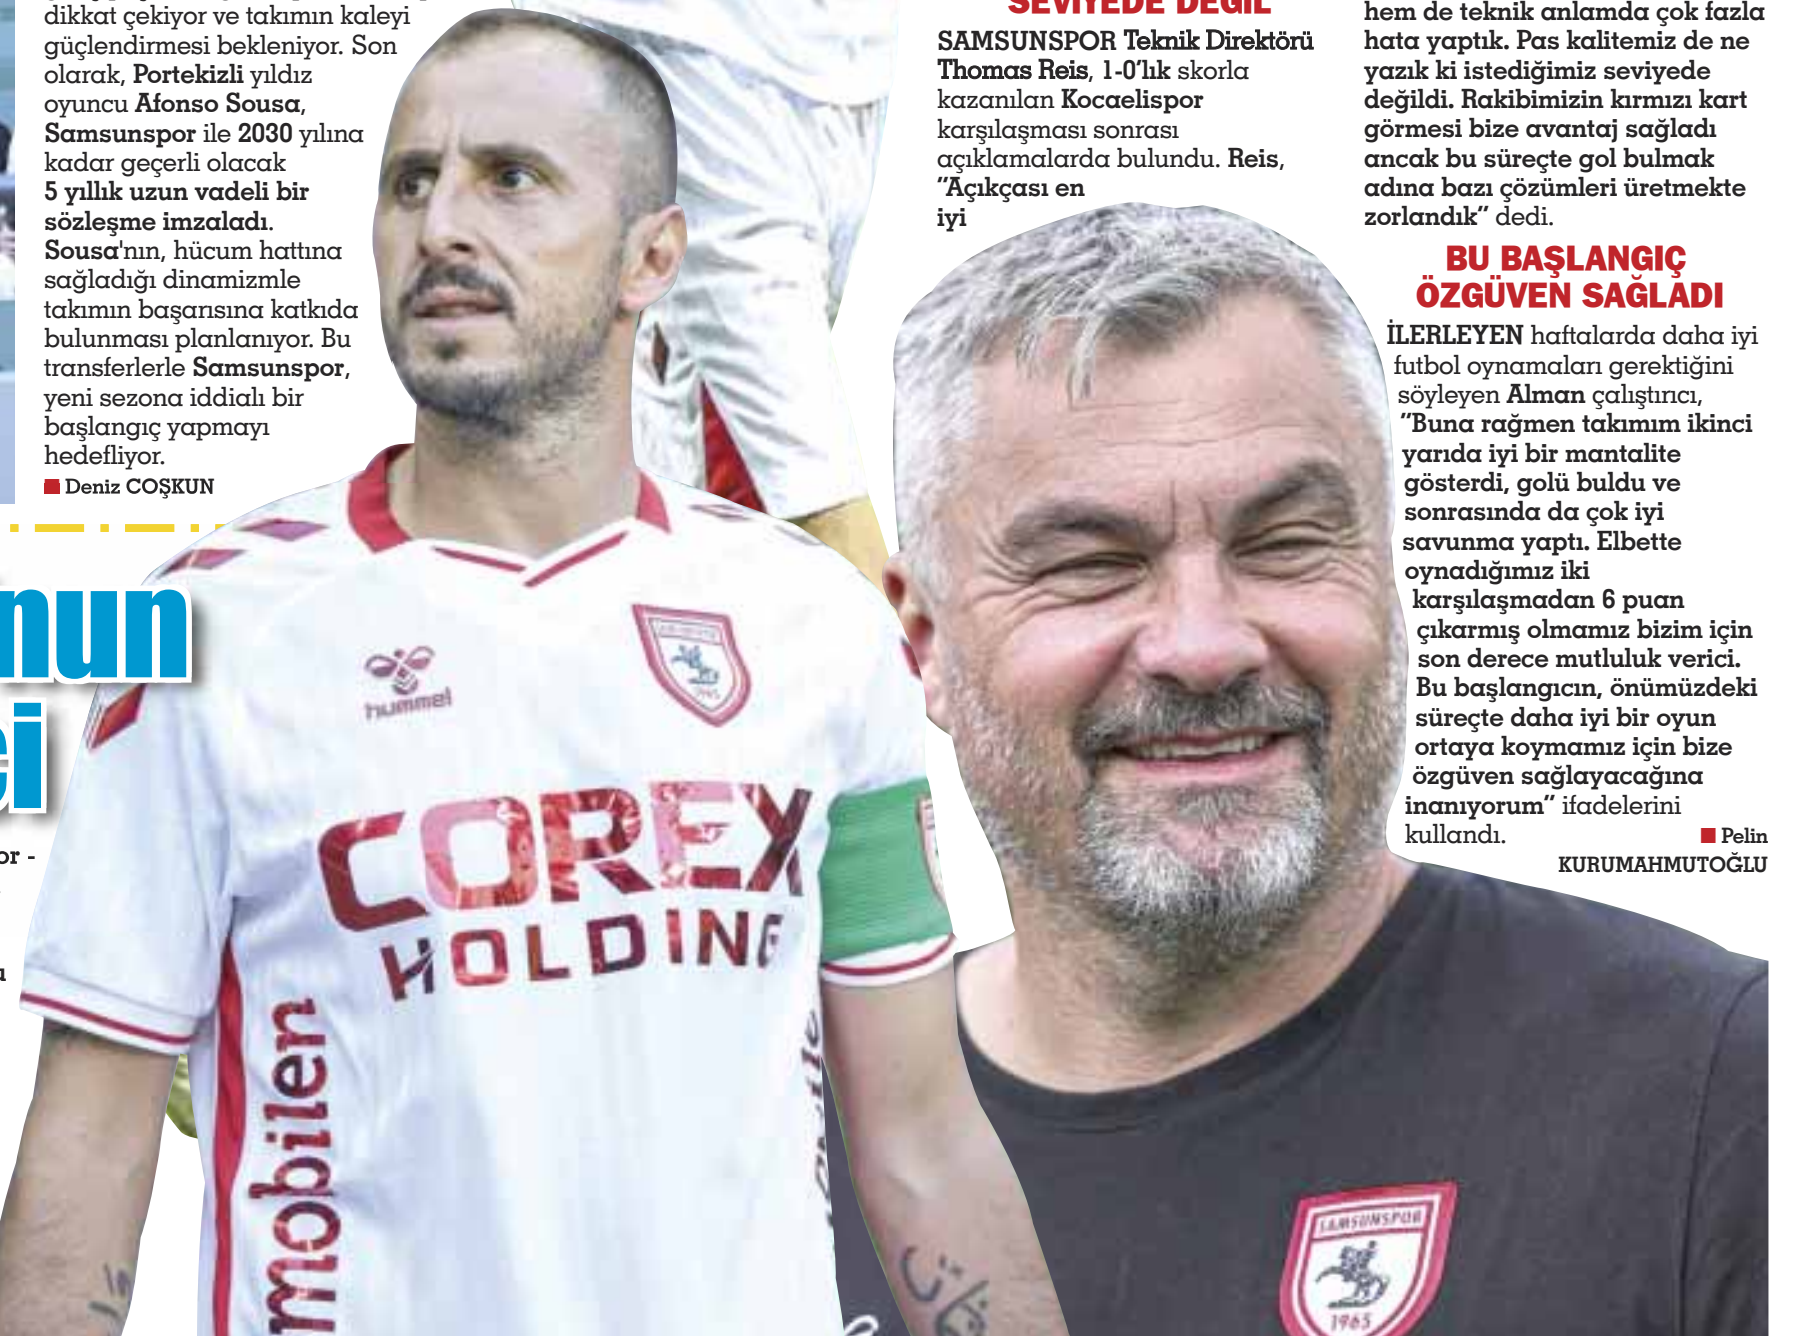 dikkat çekiyor ve takımın kaleyi
güçlendirmesi bekleniyor. Son
olarak, Portekizli yıldız
oyuncu Afonso Sousa,
Samsunspor ile 2030 yılına
kadar geçerli olacak
5 yıllık uzun vadeli bir
sözleşme imzaladı.
Sousa'nın, hücum hattına
sağladığı dinamizmle
takımın başarısına katkıda
bulunması planlanıyor. Bu
transferlerle Samsunspor,
yeni sezona iddialı bir
başlangıç yapmayı
hedefliyor.
Deniz COŞKUN
SEVİYEDE DEĞİL
SAMSUNSPOR Teknik Direktörü
Thomas Reis, 1-0'lık skorla
kazanılan Kocaelispor
karşılaşması sonrası
açıklamalarda bulundu. Reis,
"Açıkçası en
iyi
hem de teknik anlamda çok fazla
hata yaptık. Pas kalitemiz de ne
yazık ki istediğimiz seviyede
değildi. Rakibimizin kırmızı kart
görmesi bize avantaj sağladı
ancak bu süreçte gol bulmak
adına bazı çözümleri üretmekte
zorlandık" dedi.
BU BAŞLANGIÇ
ÖZGÜVEN SAĞLADI
İLERLEYEN haftalarda daha iyi
futbol oynamaları gerektiğini
söyleyen Alman çalıştırıcı,
"Buna rağmen takımım ikinci
yarıda iyi bir mantalite
gösterdi, golü buldu ve
sonrasında da çok iyi
savunma yaptı. Elbette
oynadığımız iki
karşılaşmadan 6 puan
çıkarmış olmamız bizim için
son derece mutluluk verici.
Bu başlangıcın, önümüzdeki
süreçte daha iyi bir oyun
ortaya koymamız için bize
özgüven sağlayacağına
inanıyorum" ifadelerini
kullandı.
Pelin
KURUMAHMUTOĞLU
nun
i
or -
hummel
SAMSUNSPOR
1965
COREX
HOLDING
mobilen
SAMSUNSPOR
1965